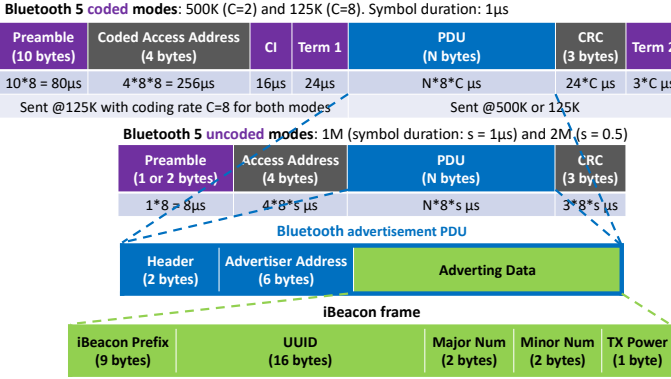 Bluetooth 5 coded modes: 500K (C=2) and 125K (C=8). Symbol duration: 1µs
Preamble (10 bytes) Coded Access Address (4 bytes) CI Term 1 PDU (N bytes) CRC (3 bytes) Term 2
10*8 = 80µs 4*8*8 = 256µs 16µs 24µs N*8*C µs 24*C µs 3*C µs
Sent @125K with coding rate C=8 for both modes Sent @500K or 125K
Bluetooth 5 uncoded modes: 1M (symbol duration: s = 1µs) and 2M (s = 0.5)
Preamble (1 or 2 bytes) Access Address (4 bytes) PDU (N bytes) CRC (3 bytes)
1*8 = 8µs 4*8*s µs N*8*s µs 3*8*s µs
Bluetooth advertisement PDU
Header (2 bytes) Advertiser Address (6 bytes) Adverting Data
iBeacon frame
iBeacon Prefix (9 bytes) UUID (16 bytes) Major Num (2 bytes) Minor Num (2 bytes) TX Power (1 byte)